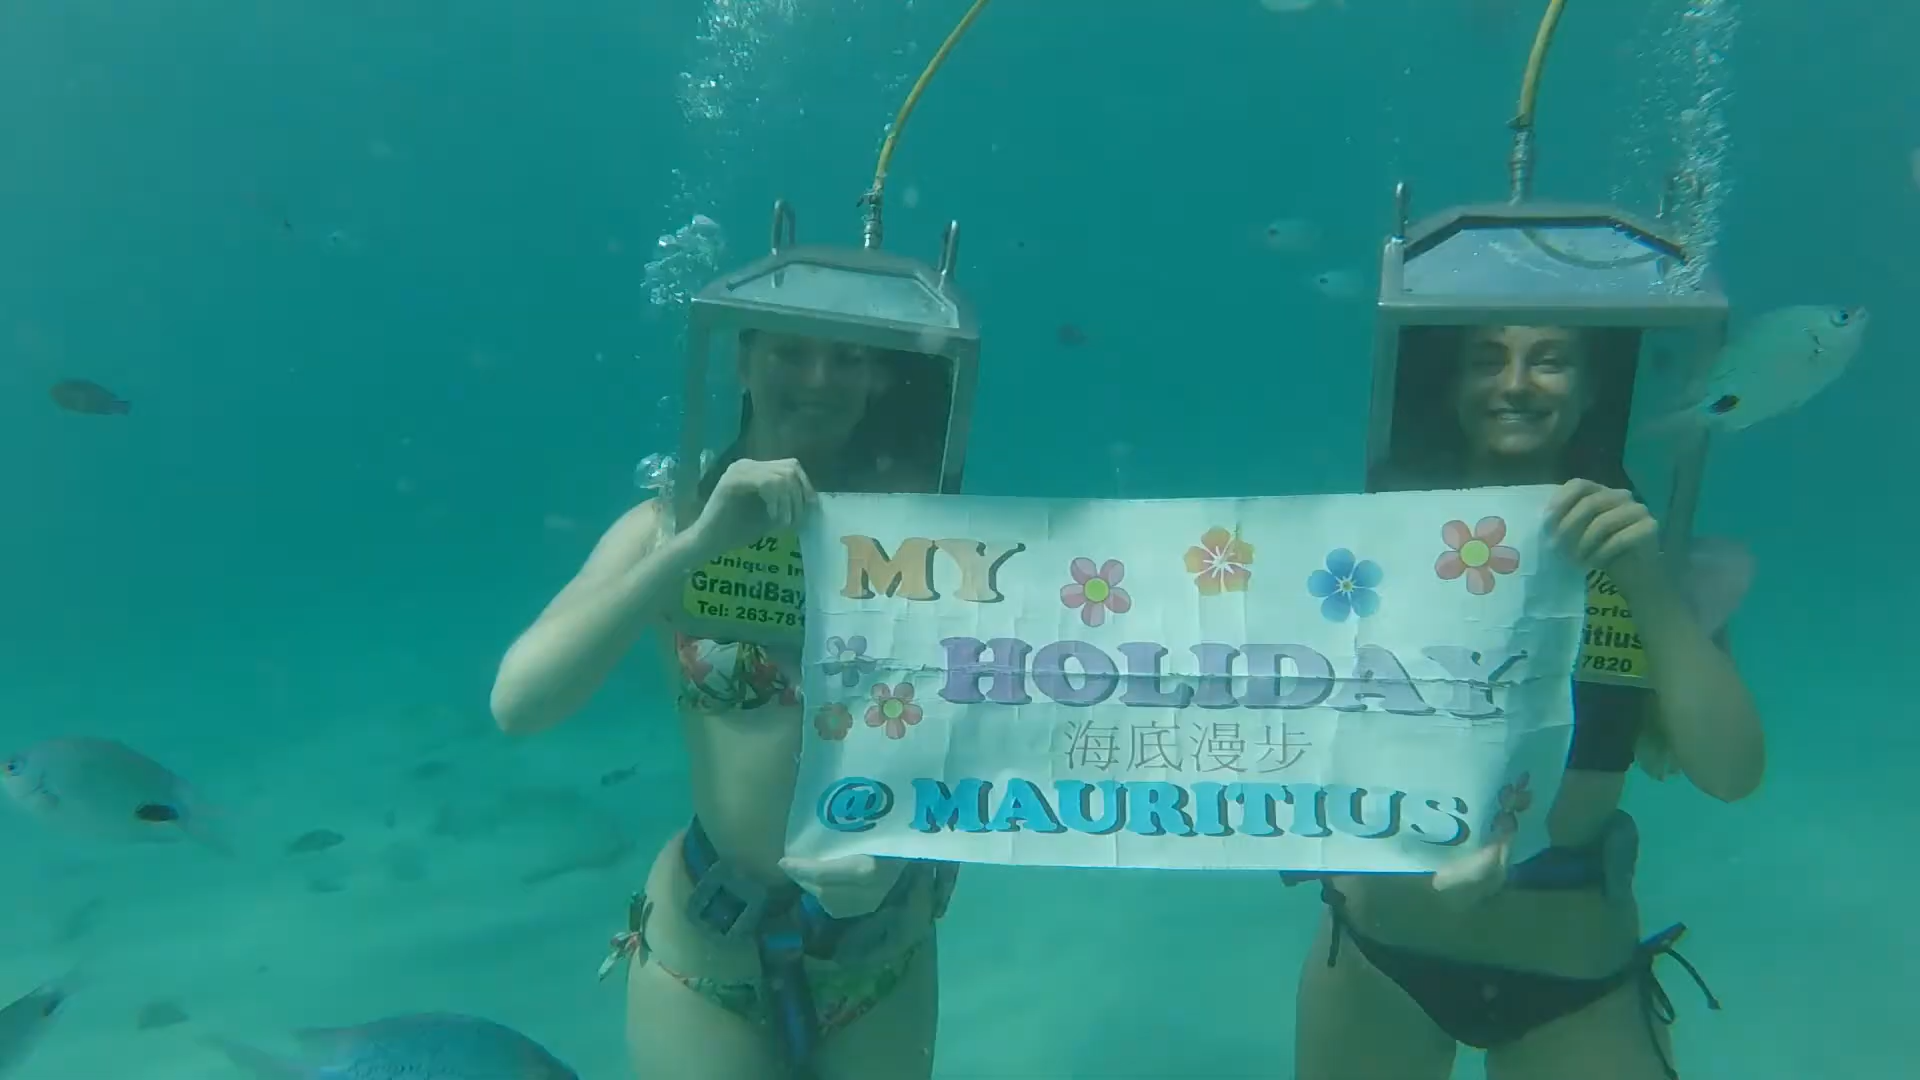 MY
HOLIDAY
海底漫步
@ MAURITIUS
Unique In
GrandBay
Tel: 263-781
itius
7820